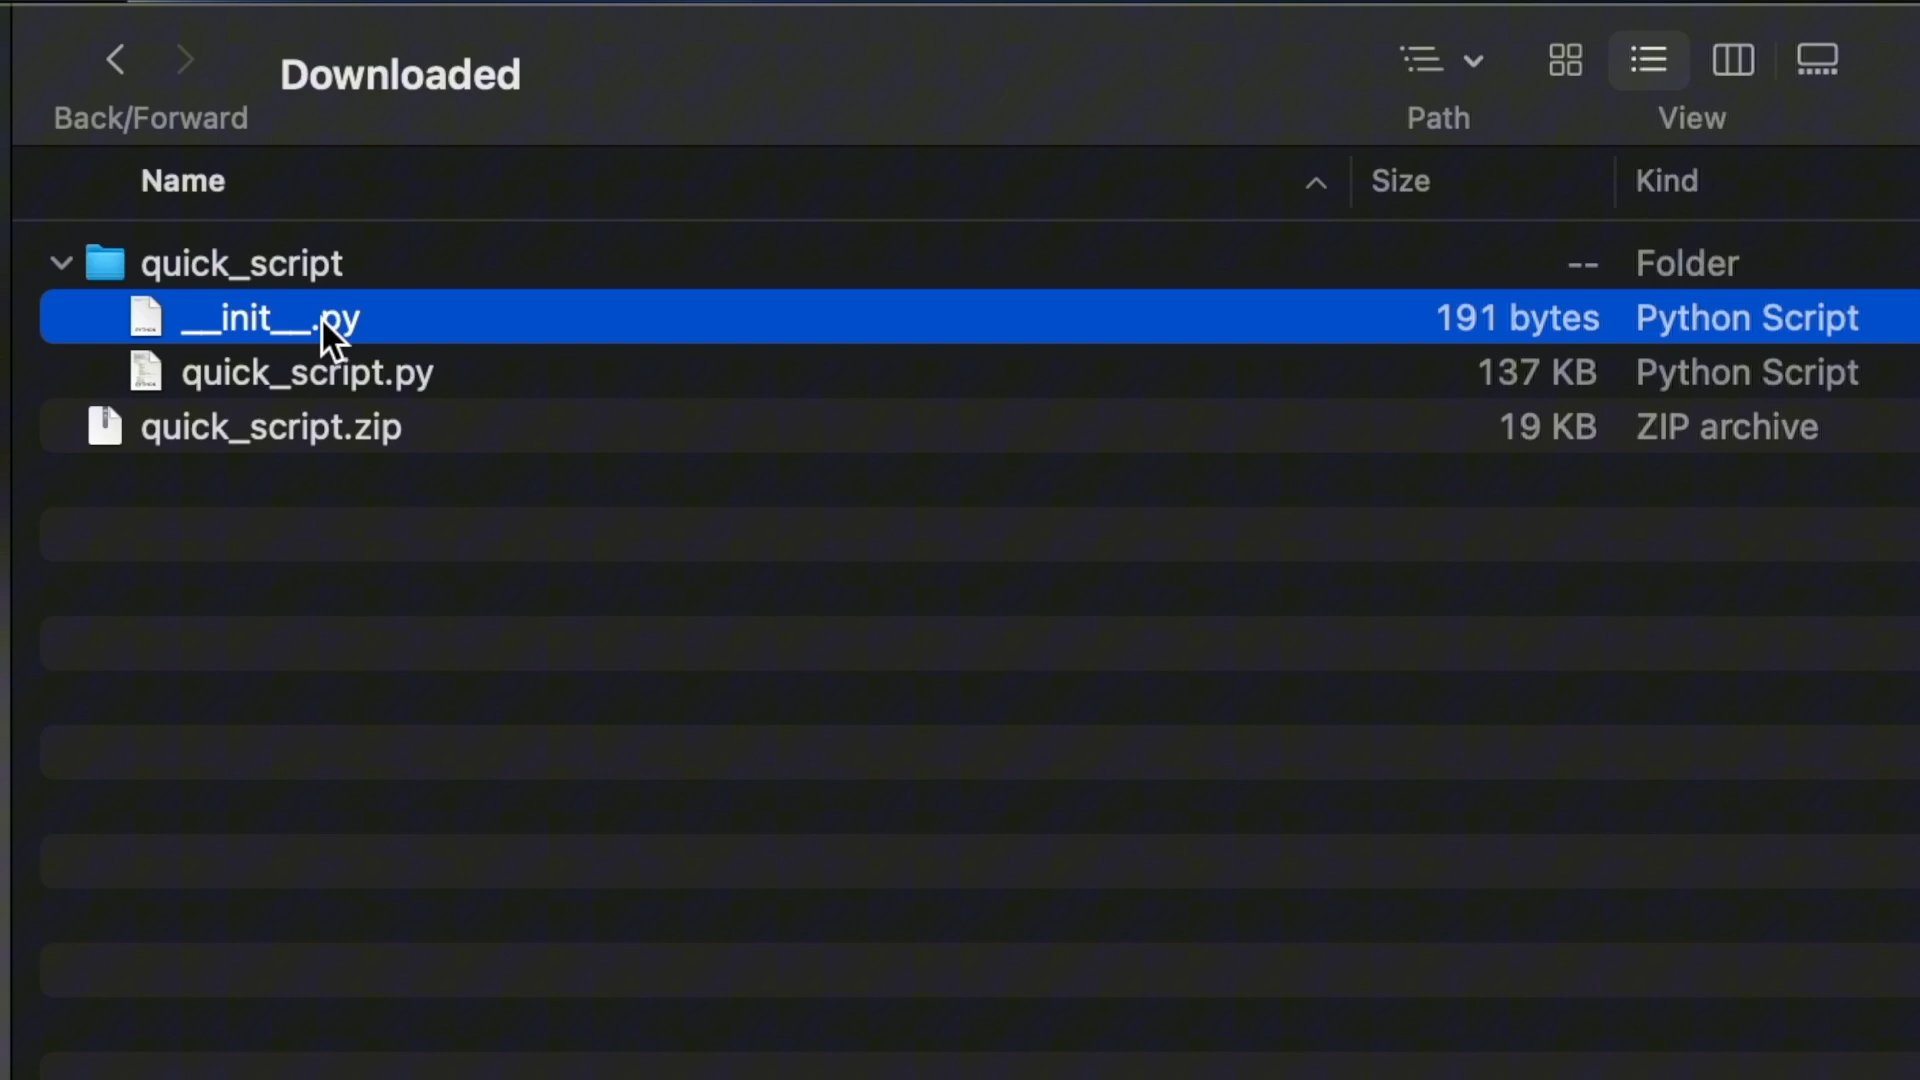 Downloaded
Back/Forward
Path
View
Name
Size
Kind
quick_script
--
Folder
__init__.py
191 bytes
Python Script
quick_script.py
137 KB
Python Script
quick_script.zip
19 KB
ZIP archive